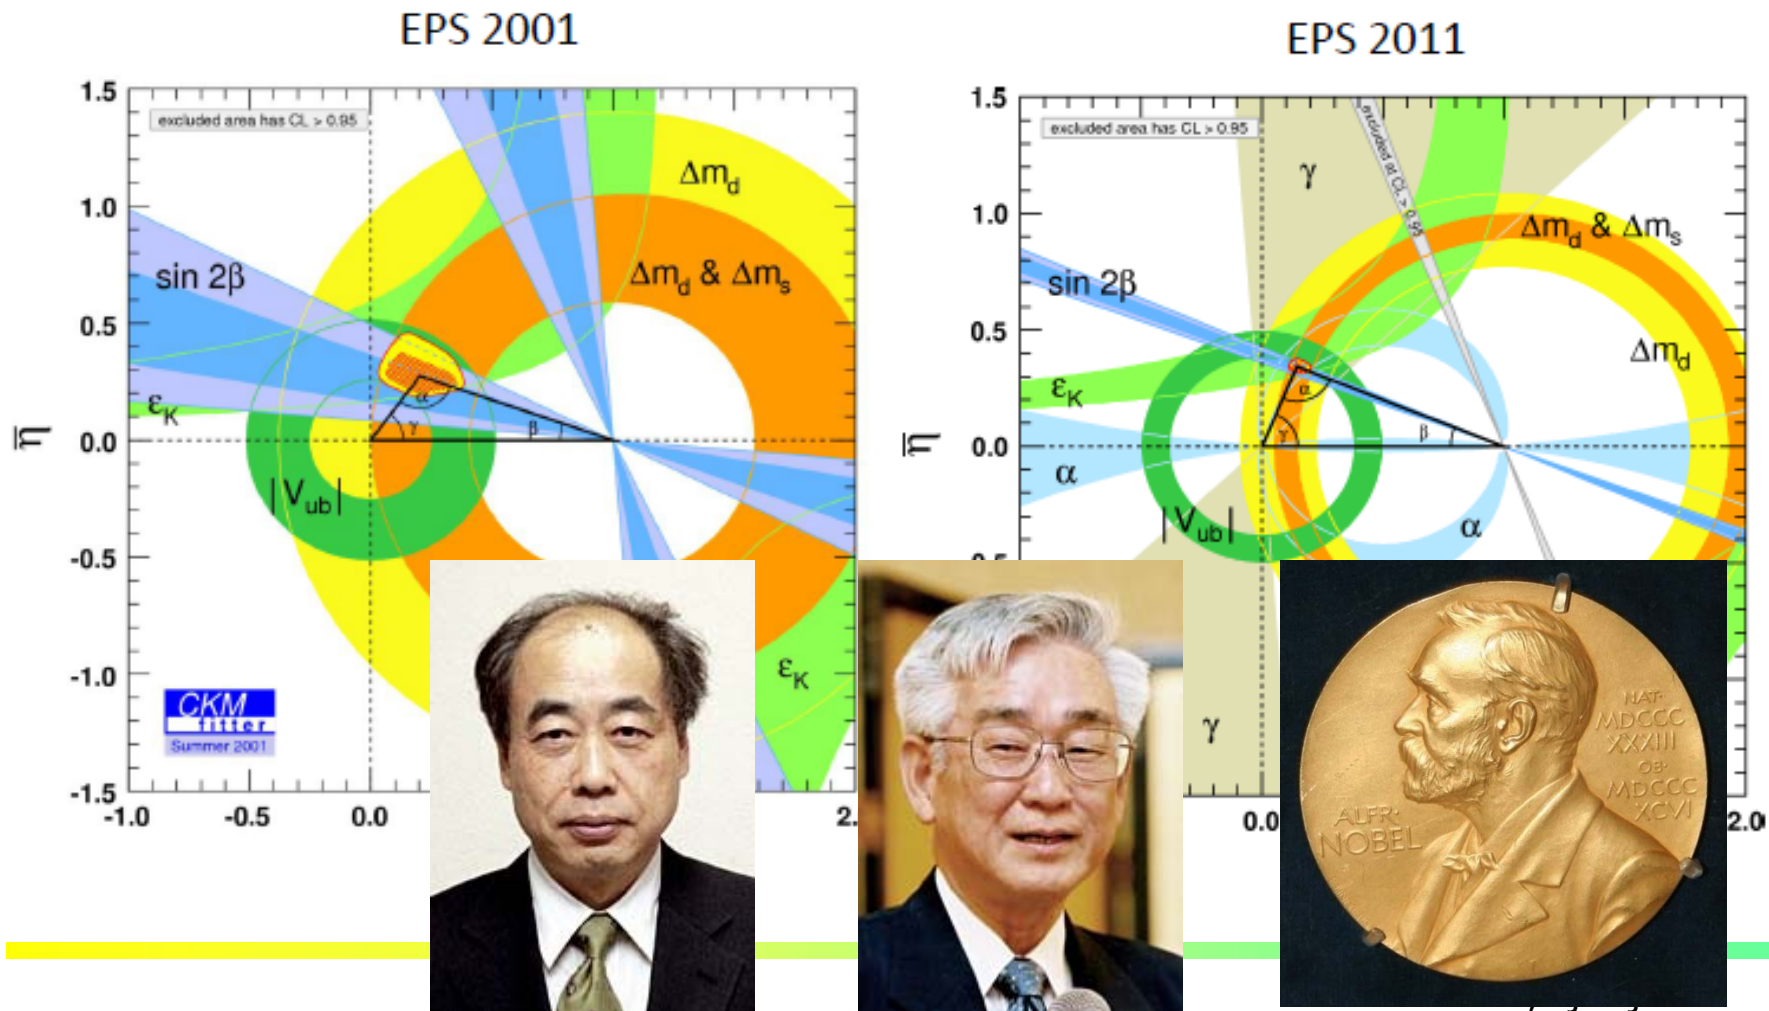 EPS 2001
EPS 2011
1.5
1.0
0.5
0.0
-0.5
-1.0
-1.5
-1.0
-0.5
0.0
2.
η̅
excluded area has CL > 0.95
Δm_d
sin 2β
Δm_d & Δm_s
ε_K
α
γ
β
|V_ub|
ε_K
CKM
fitter
Summer 2001
1.5
1.0
0.5
0.0
0.0
2.0
η̅
excluded area has CL > 0.95
excluded at CL > 0.95
γ
Δm_d & Δm_s
sin 2β
Δm_d
ε_K
α
γ
β
α
|V_ub|
α
γ
ALFR·
NOBEL
NAT·
MDCCC
XXXIII
OB·
MDCCC
XCVI